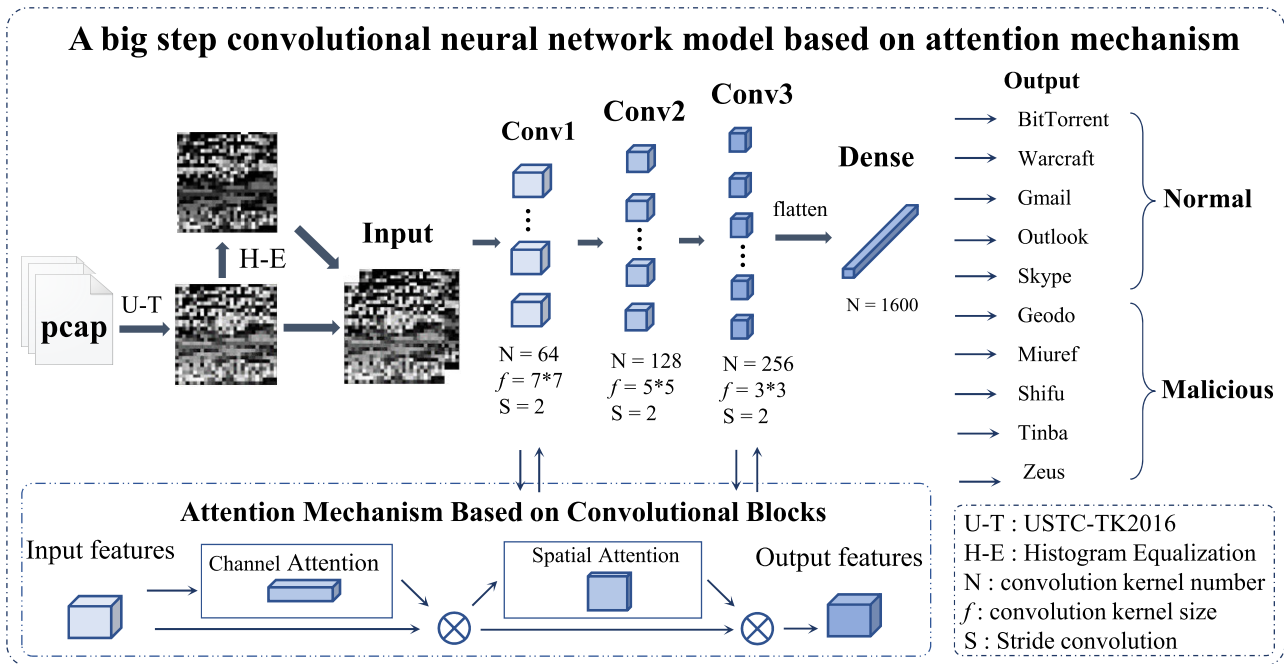 A big step convolutional neural network model based on attention mechanism
pcap
U-T
H-E
Input
Conv1
N = 64
f = 7*7
S = 2
Conv2
N = 128
f = 5*5
S = 2
Conv3
N = 256
f = 3*3
S = 2
flatten
Dense
N = 1600
Output
BitTorrent
Warcraft
Gmail
Outlook
Skype
Normal
Geodo
Miuref
Shifu
Tinba
Zeus
Malicious
Attention Mechanism Based on Convolutional Blocks
Input features
Channel Attention
Spatial Attention
Output features
U-T : USTC-TK2016
H-E : Histogram Equalization
N : convolution kernel number
f : convolution kernel size
S : Stride convolution